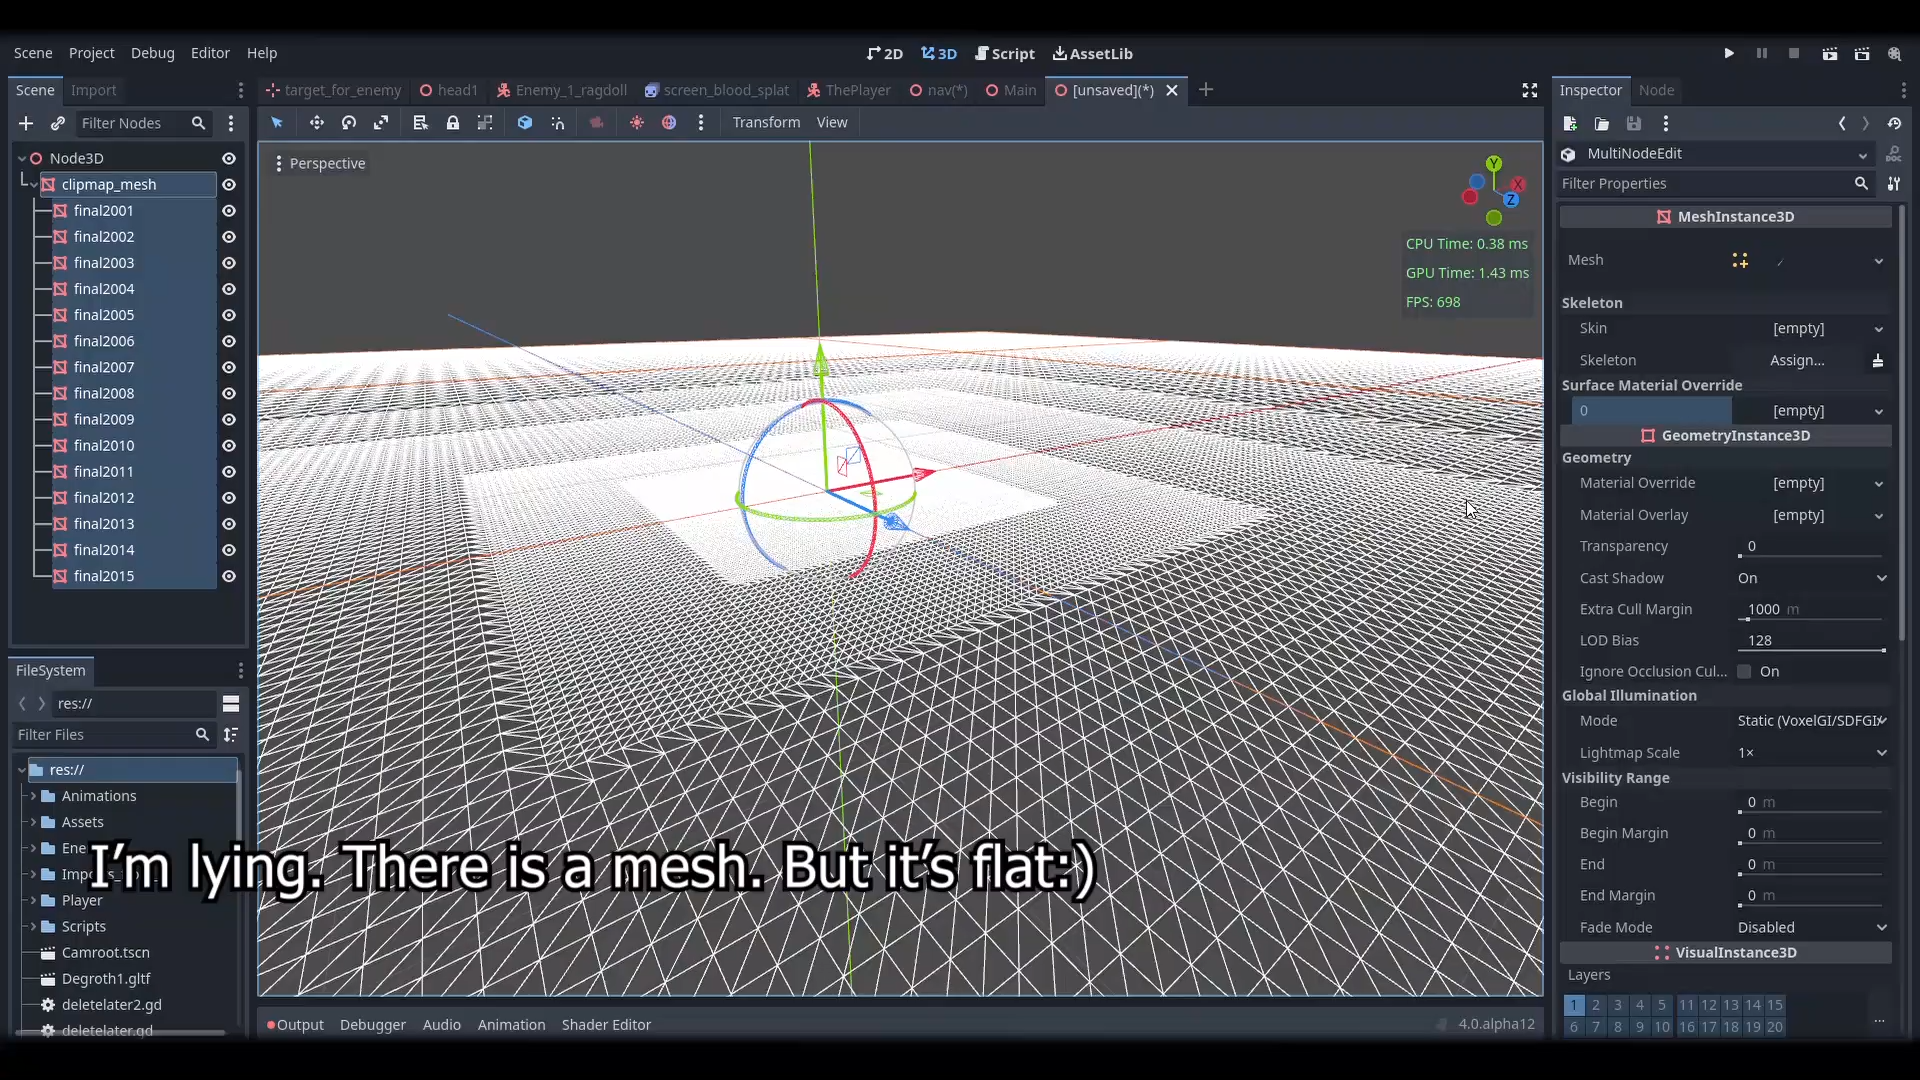 Scene Project Debug Editor Help
2D 3D Script AssetLib
Scene Import
target_for_enemy head1 Enemy_1_ragdoll screen_blood_splat ThePlayer nav(*) Main [unsaved](*)
Inspector Node
Filter Nodes
Transform View
MultiNodeEdit
Filter Properties
Node3D
clipmap_mesh
final2001
final2002
final2003
final2004
final2005
final2006
final2007
final2008
final2009
final2010
final2011
final2012
final2013
final2014
final2015
Perspective
Y
X
Z
CPU Time: 0.38 ms
GPU Time: 1.43 ms
FPS: 698
MeshInstance3D
Mesh
Skeleton
Skin [empty]
Skeleton Assign...
Surface Material Override
0 [empty]
GeometryInstance3D
Geometry
Material Override [empty]
Material Overlay [empty]
Transparency 0
Cast Shadow On
Extra Cull Margin 1000 m
LOD Bias 128
Ignore Occlusion Cul... On
Global Illumination
Mode Static (VoxelGI/SDFGI
Lightmap Scale 1×
Visibility Range
Begin 0 m
Begin Margin 0 m
End 0 m
End Margin 0 m
Fade Mode Disabled
VisualInstance3D
Layers
1 2 3 4 5 11 12 13 14 15
6 7 8 9 10 16 17 18 19 20
FileSystem
res://
Filter Files
res://
Animations
Assets
I'm lying. There is a mesh. But it's flat:)
Player
Scripts
Camroot.tscn
Degroth1.gltf
deletelater2.gd
deletelater.gd
Output Debugger Audio Animation Shader Editor
4.0.alpha12